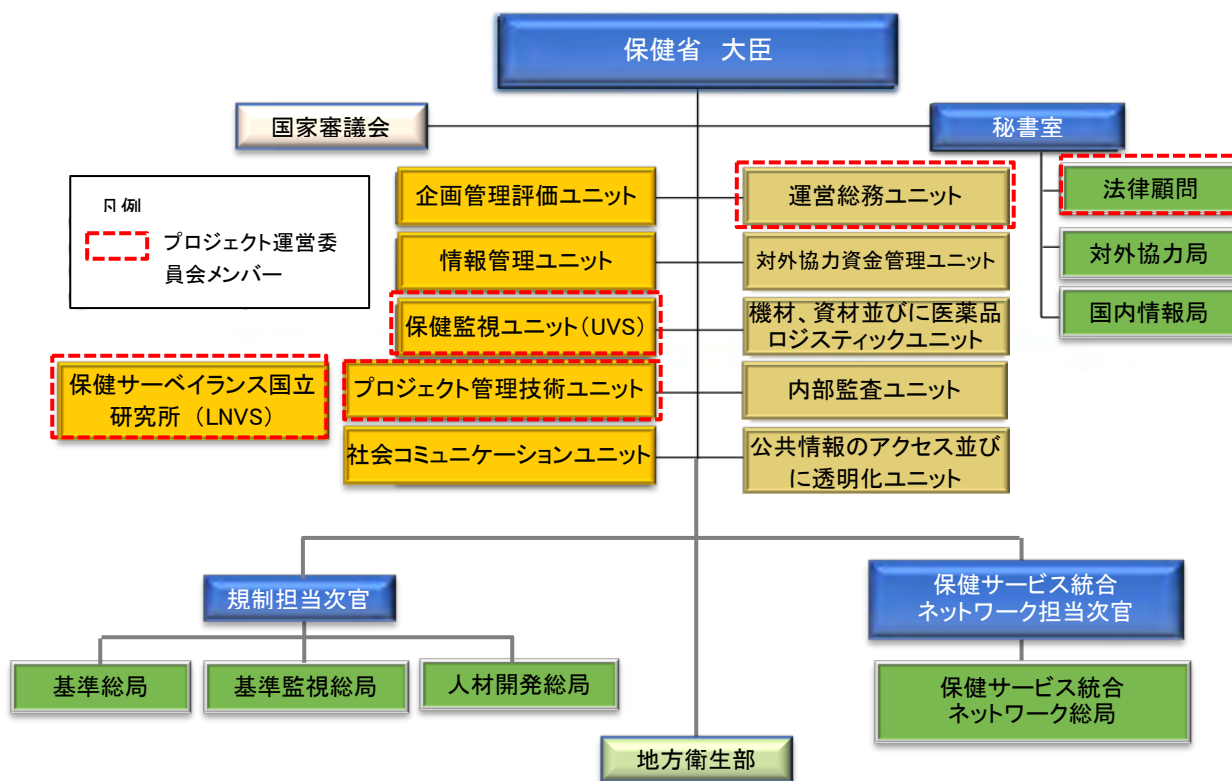 保健省　大臣
国家審議会
秘書室
凡例
プロジェクト運営委
員会メンバー
企画管理評価ユニット
運営総務ユニット
法律顧問
情報管理ユニット
対外協力資金管理ユニット
対外協力局
保健監視ユニット（UVS）
機材、資材並びに医薬品
ロジスティックユニット
国内情報局
保健サーベイランス国立
研究所 （LNVS）
プロジェクト管理技術ユニット
内部監査ユニット
社会コミュニケーションユニット
公共情報のアクセス並び
に透明化ユニット
規制担当次官
保健サービス統合
ネットワーク担当次官
基準総局
基準監視総局
人材開発総局
保健サービス統合
ネットワーク総局
地方衛生部